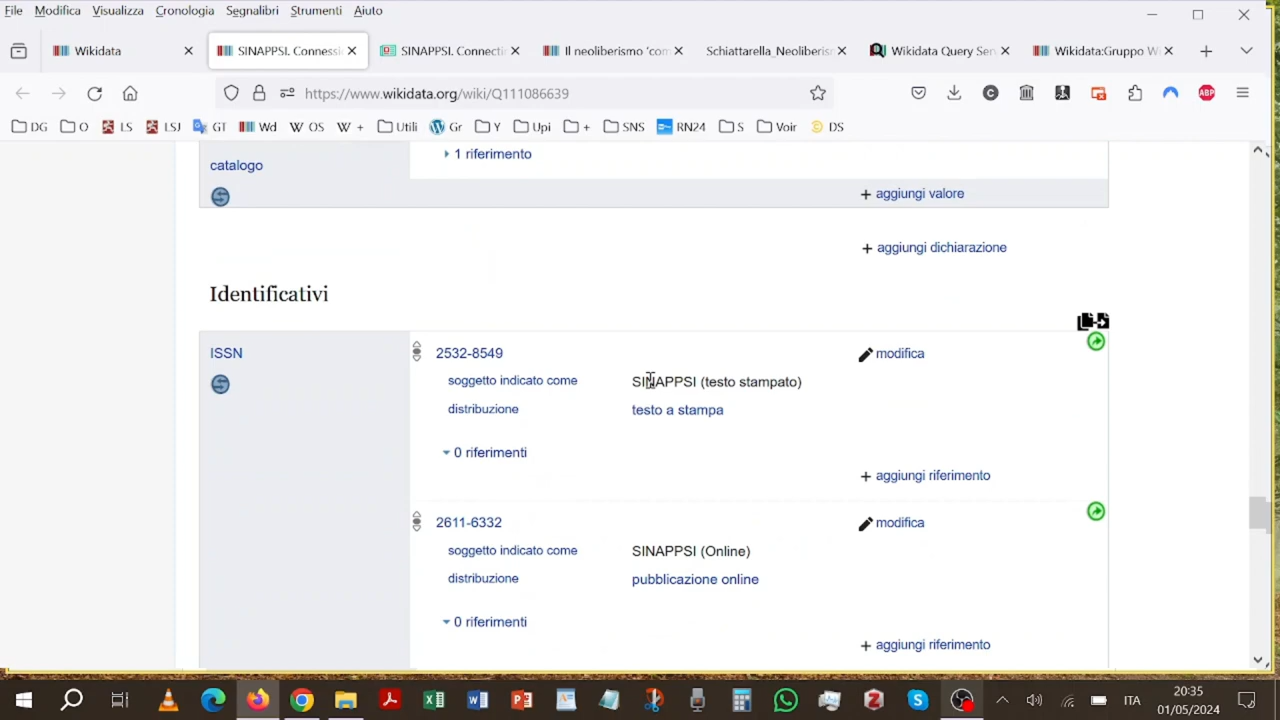 File Modifica Visualizza Cronologia Segnalibri Strumenti Aiuto
Wikidata SINAPPSI. Connessi SINAPPSI. Connectin Il neoliberismo 'com Schiattarella_Neoliberism Wikidata Query Ser Wikidata:Gruppo Wi
https://www.wikidata.org/wiki/Q111086639
DG O LS LSJ GT Wd OS + Utili Gr Y Upi + SNS RN24 S Voir DS
1 riferimento
catalogo
+ aggiungi valore
+ aggiungi dichiarazione
Identificativi
ISSN 2532-8549 modifica
soggetto indicato come SINAPPSI (testo stampato)
distribuzione testo a stampa
0 riferimenti
+ aggiungi riferimento
2611-6332 modifica
soggetto indicato come SINAPPSI (Online)
distribuzione pubblicazione online
0 riferimenti
+ aggiungi riferimento
ITA 20:35
01/05/2024